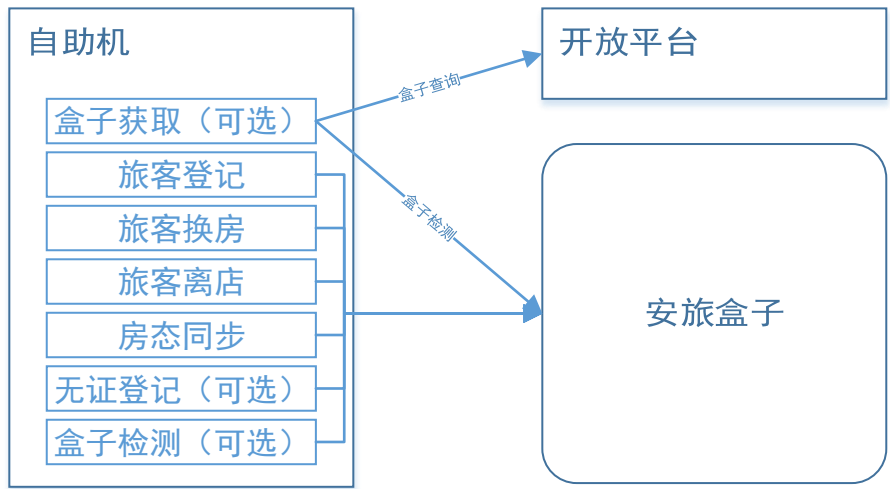 自助机
开放平台
盒子查询
盒子获取（可选）
旅客登记
盒子检测
旅客换房
旅客离店
安旅盒子
房态同步
无证登记（可选）
盒子检测（可选）